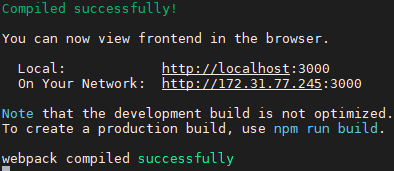 Compiled successfully!
You can now view frontend in the browser.
Local: http://localhost:3000
On Your Network: http://172.31.77.245:3000
Note that the development build is not optimized.
To create a production build, use npm run build.
webpack compiled successfully